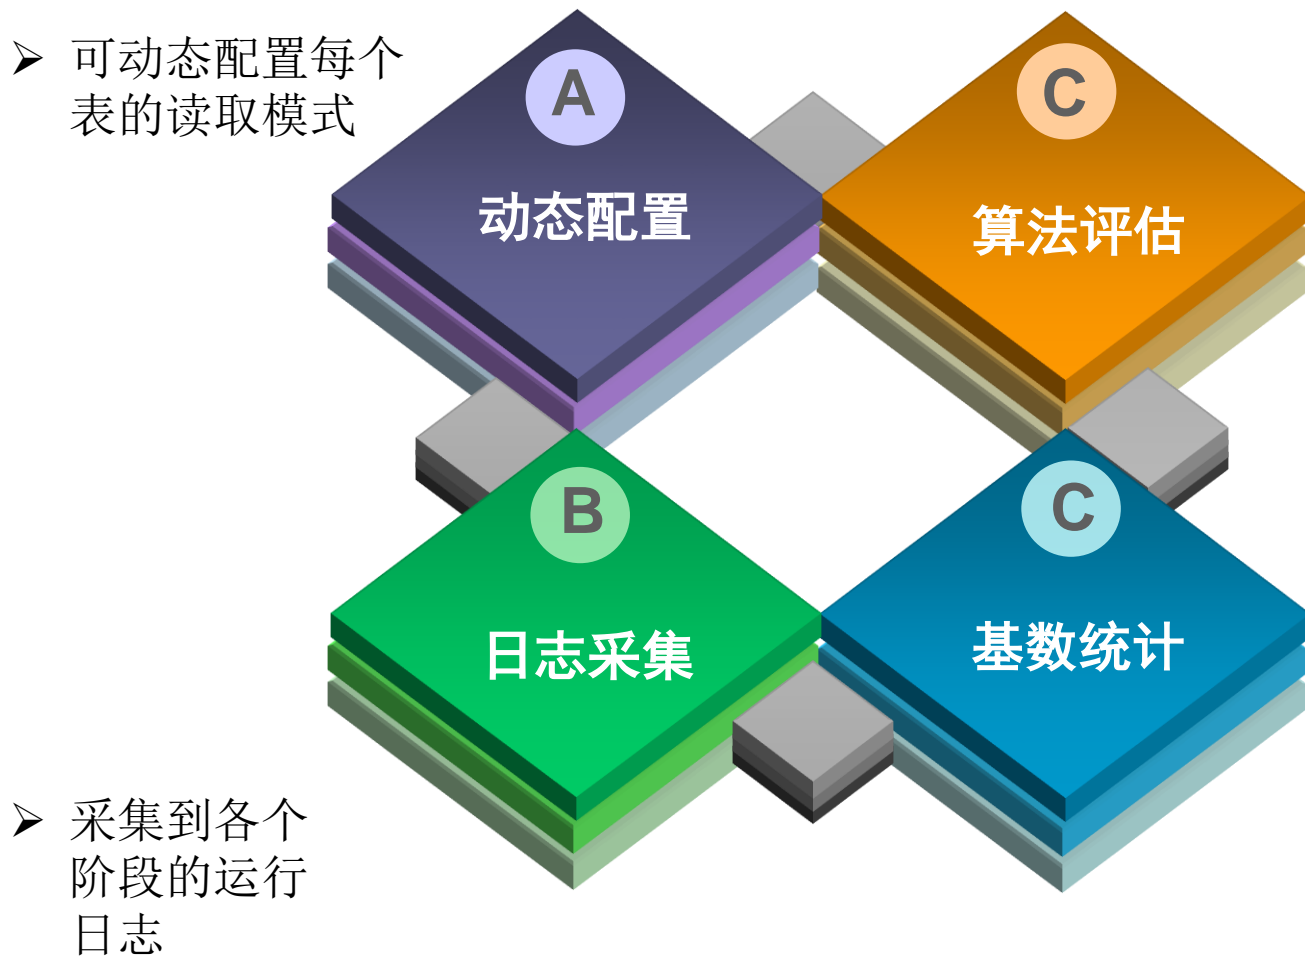 ➢ 可动态配置每个
表的读取模式
A
动态配置
C
算法评估
B
日志采集
C
基数统计
➢ 采集到各个
阶段的运行
日志